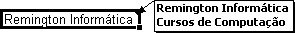 Remington Informática
Remington Informática
Cursos de Computação